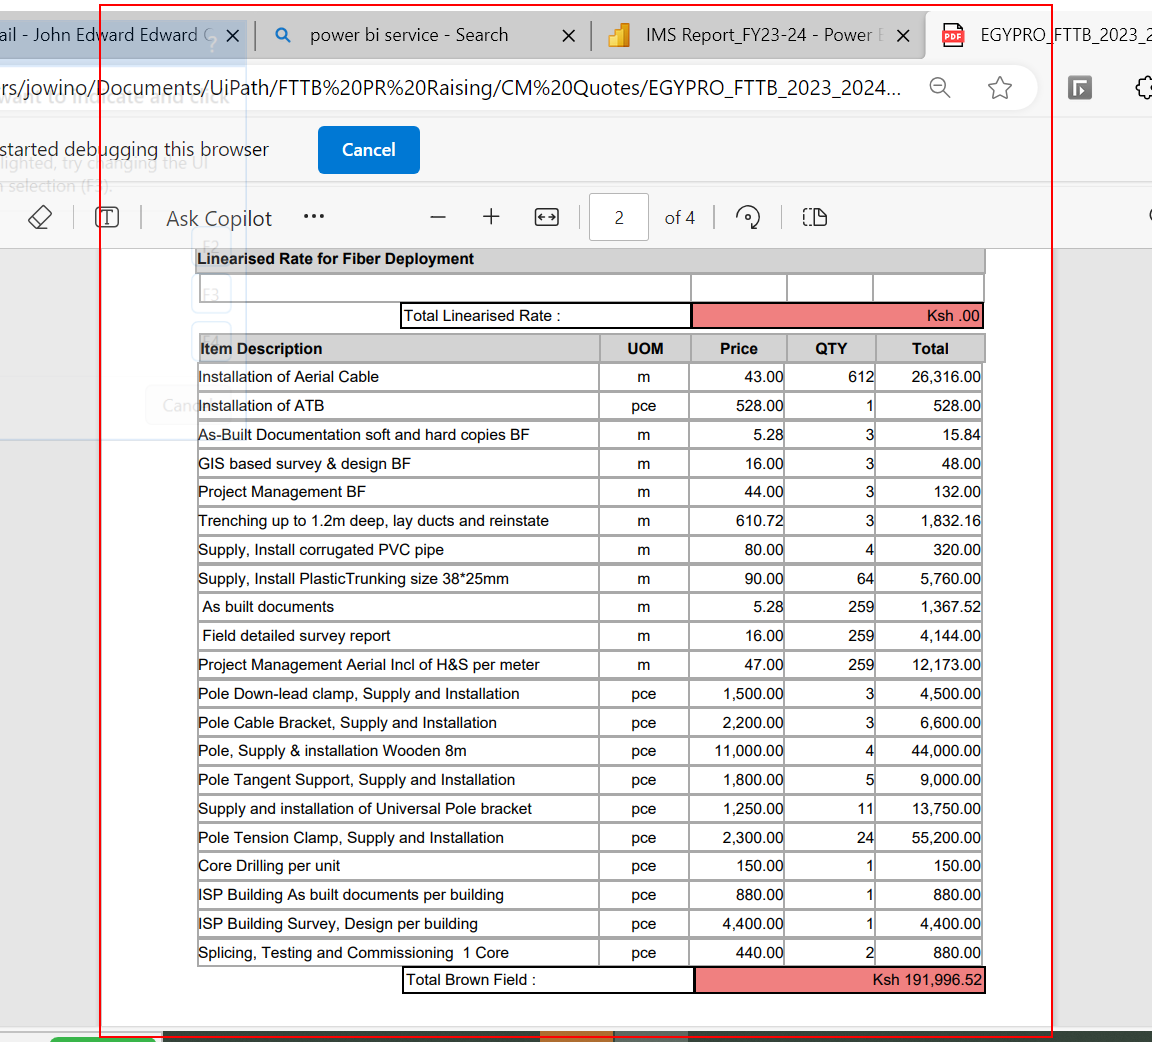 ail - John Edward Edward
power bi service - Search
IMS Report_FY23-24 - Power
EGYPRO_FTTB_2023_2
rs/jowino/Documents/UiPath/FTTB%20PR%20Raising/CM%20Quotes/EGYPRO_FTTB_2023_2024...
want to indicate and click
started debugging this browser
Cancel
lighted, try changing the UI
n selection (F3).
Ask Copilot
2
of 4
F2
F3
F4
Linearised Rate for Fiber Deployment
Total Linearised Rate : Ksh .00
Item Description UOM Price QTY Total
Installation of Aerial Cable m 43.00 612 26,316.00
Installation of ATB pce 528.00 1 528.00
As-Built Documentation soft and hard copies BF m 5.28 3 15.84
GIS based survey & design BF m 16.00 3 48.00
Project Management BF m 44.00 3 132.00
Trenching up to 1.2m deep, lay ducts and reinstate m 610.72 3 1,832.16
Supply, Install corrugated PVC pipe m 80.00 4 320.00
Supply, Install PlasticTrunking size 38*25mm m 90.00 64 5,760.00
As built documents m 5.28 259 1,367.52
Field detailed survey report m 16.00 259 4,144.00
Project Management Aerial Incl of H&S per meter m 47.00 259 12,173.00
Pole Down-lead clamp, Supply and Installation pce 1,500.00 3 4,500.00
Pole Cable Bracket, Supply and Installation pce 2,200.00 3 6,600.00
Pole, Supply & installation Wooden 8m pce 11,000.00 4 44,000.00
Pole Tangent Support, Supply and Installation pce 1,800.00 5 9,000.00
Supply and installation of Universal Pole bracket pce 1,250.00 11 13,750.00
Pole Tension Clamp, Supply and Installation pce 2,300.00 24 55,200.00
Core Drilling per unit pce 150.00 1 150.00
ISP Building As built documents per building pce 880.00 1 880.00
ISP Building Survey, Design per building pce 4,400.00 1 4,400.00
Splicing, Testing and Commissioning 1 Core pce 440.00 2 880.00
Total Brown Field : Ksh 191,996.52